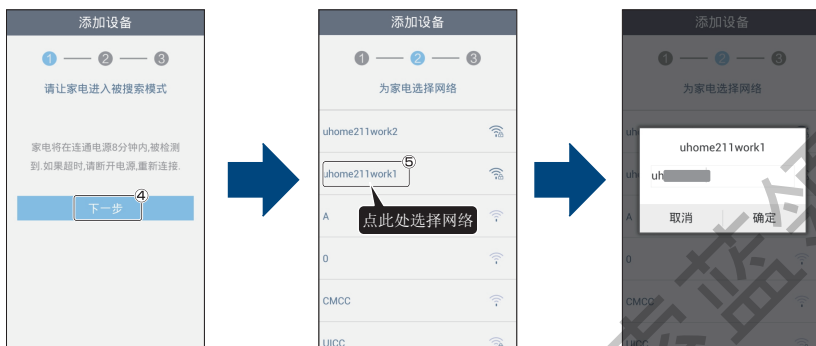 添加设备
1 2 3
请让家电进入被搜索模式
家电将在连通电源8分钟内,被检测
到.如果超时,请断开电源,重新连接.
④
下一步
添加设备
1 2 3
为家电选择网络
uhome211work2
⑤
uhome211work1
点此处选择网络
A
0
CMCC
UICC
添加设备
1 2 3
为家电选择网络
uh
uhome211work1
uh
uh
A
取消 确定
0
CMCC
UICC